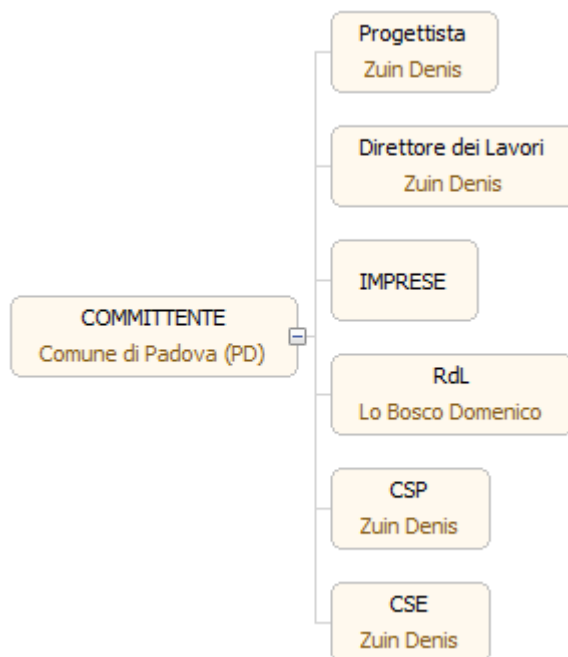 Progettista
Zuin Denis
Direttore dei Lavori
Zuin Denis
IMPRESE
COMMITTENTE
Comune di Padova (PD)
RdL
Lo Bosco Domenico
CSP
Zuin Denis
CSE
Zuin Denis